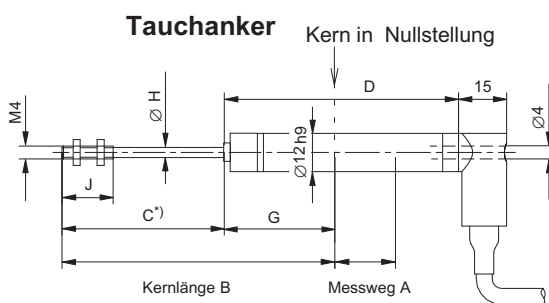 Tauchanker
Kern in Nullstellung
D
15
M4
Ø H
Ø12 h9
Ø4
J
C*)
G
Kernlänge B
Messweg A